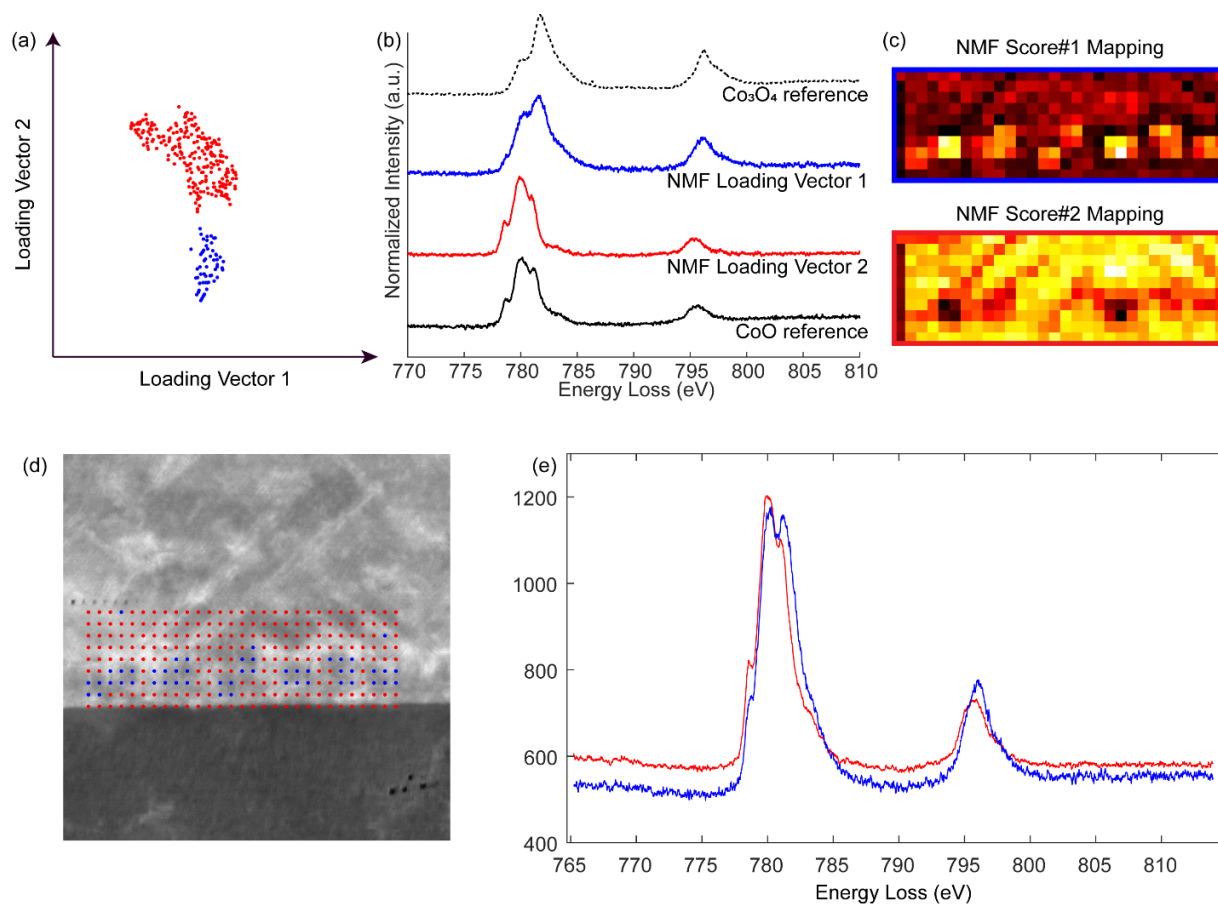 (a)
Loading Vector 2
Loading Vector 1
(b)
Normalized Intensity (a.u.)
Co₃O₄ reference
NMF Loading Vector 1
NMF Loading Vector 2
CoO reference
770 775 780 785 790 795 800 805 810
Energy Loss (eV)
(c)
NMF Score#1 Mapping
NMF Score#2 Mapping
(d)
(e)
1200
1000
800
600
400
765 770 775 780 785 790 795 800 805 810
Energy Loss (eV)